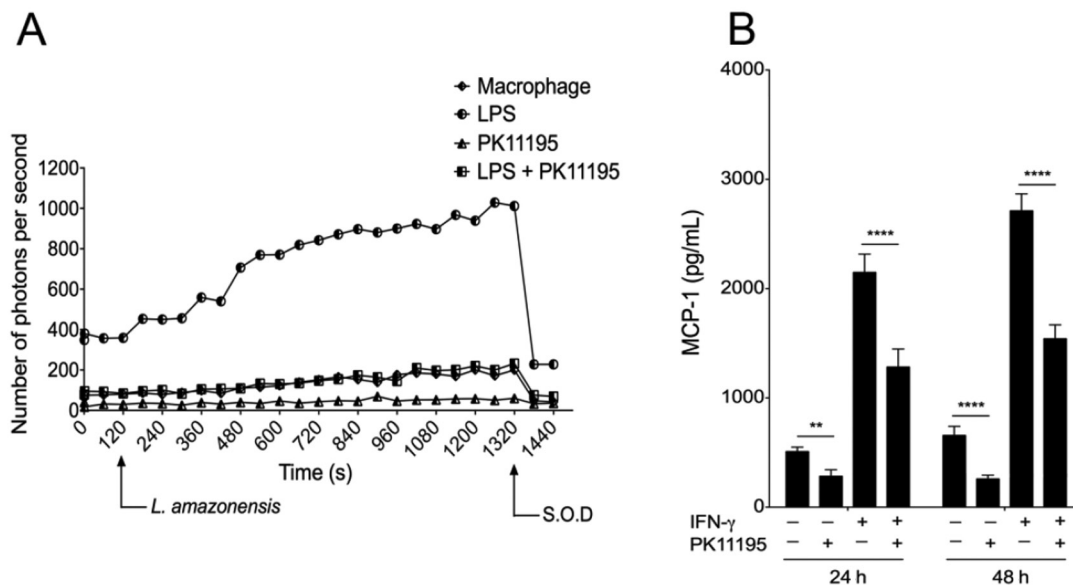 A
Macrophage
LPS
PK11195
LPS + PK11195
Number of photons per second
1200
1000
800
600
400
200
0
0 120 240 360 480 600 720 840 960 1080 1200 1320 1440
Time (s)
L. amazonensis
S.O.D
B
MCP-1 (pg/mL)
4000
3000
2000
1000
0
** **** **** ****
IFN-γ – – + + – – + +
PK11195 – + – + – + – +
24 h 48 h